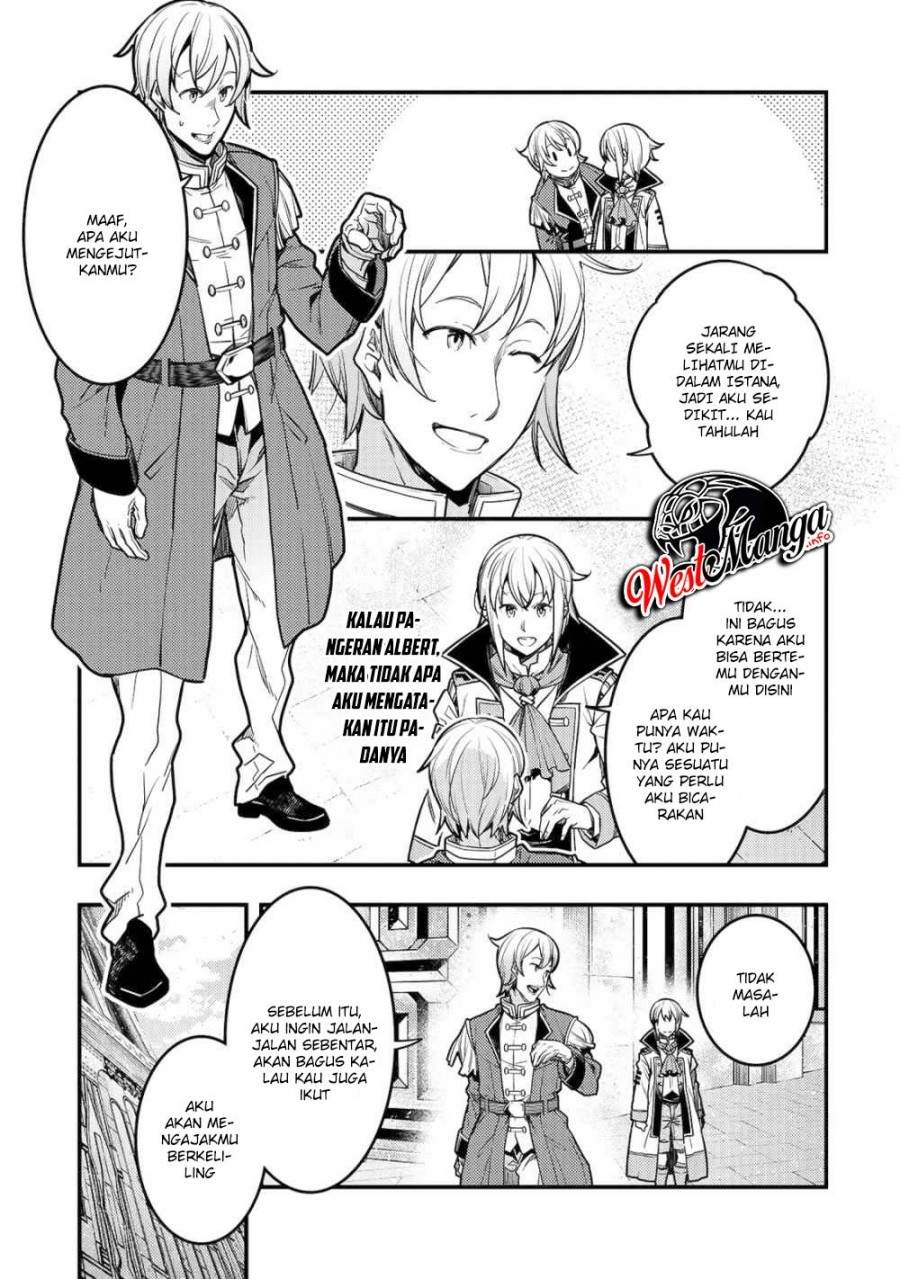 MAAF,
APA AKU
MENGEJUT-
KANMU?
JARANG
SEKALI ME-
LIHATMU DI-
DALAM ISTANA,
JADI AKU SE-
DIKIT... KAU
TAHULAH
WestManga
.info
TIDAK...
INI BAGUS
KARENA AKU
BISA BERTE-
MU DENGAN-
MU DISINI
APA KAU
PUNYA WAK-
TU? AKU PU-
NYA SESUATU
YANG PERLU
AKU BICA-
RAKAN
KALAU PA-
NGERAN ALBERT,
MAKA TIDAK APA
AKU MENGATA-
KAN ITU PA-
DANYA
TIDAK
MASA-
LAH
SEBELUM ITU,
AKU INGIN JALAN-
JALAN SEBENTAR,
AKAN BAGUS KA-
LAU KAU JUGA
IKUT
AKU
AKAN ME-
NGAJAKMU
BERKELI-
LING